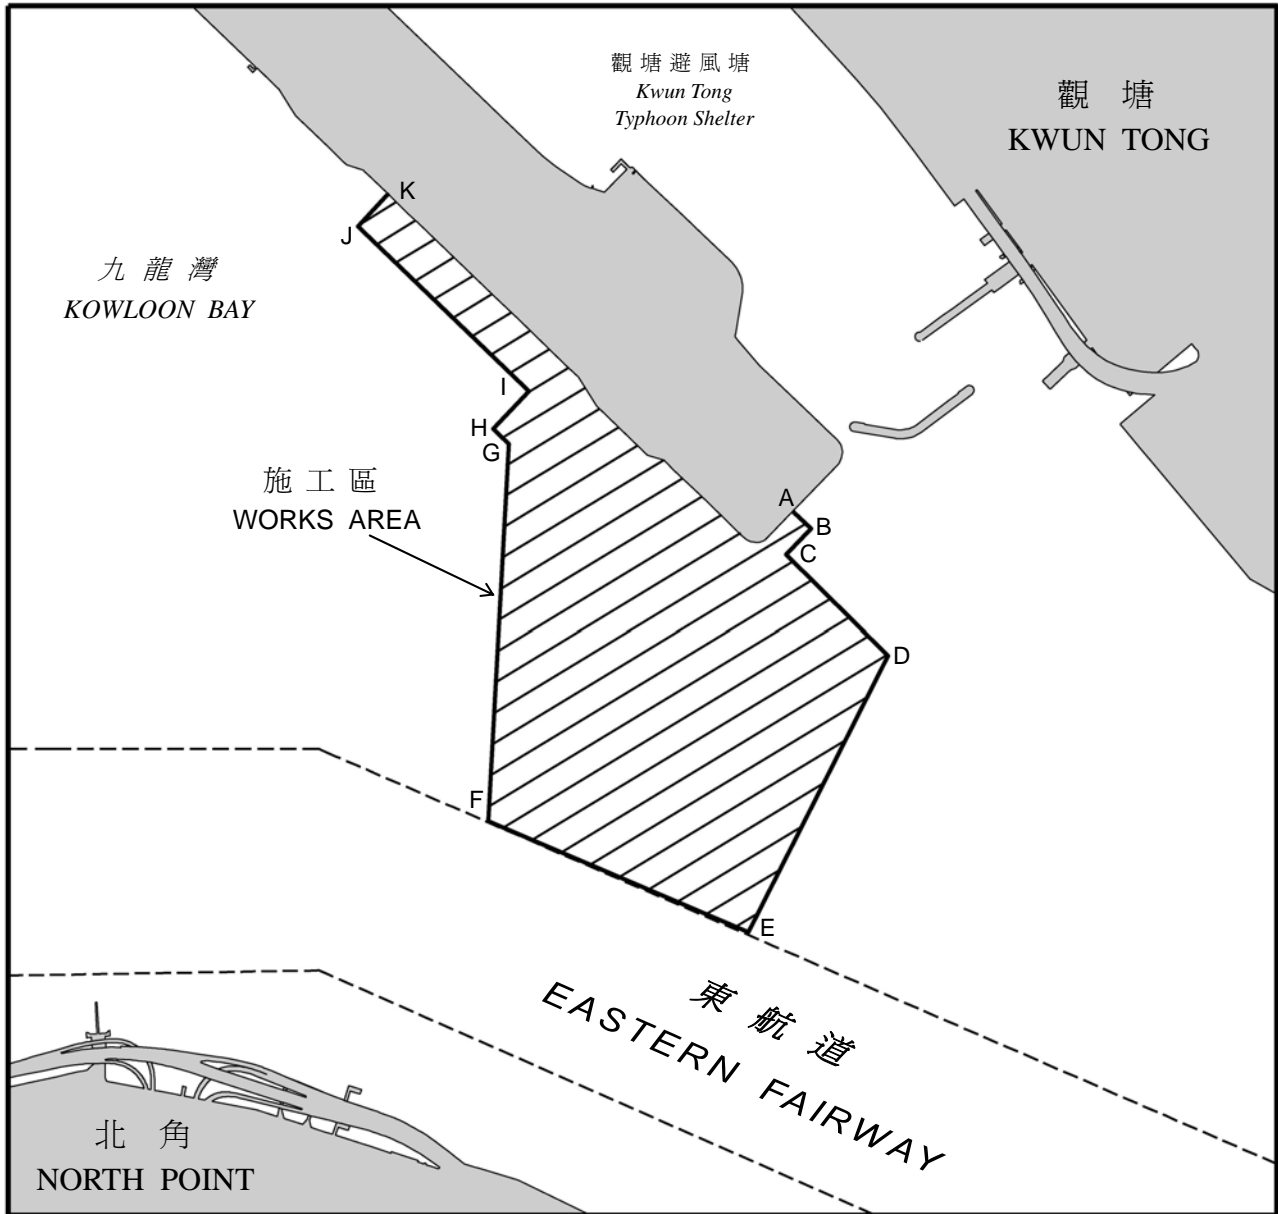 觀塘避風塘
Kwun Tong
Typhoon Shelter
觀 塘
KWUN TONG
K
J
九 龍 灣
KOWLOON BAY
I
H
G
施 工 區
WORKS AREA
A
B
C
D
F
E
東 航 道
EASTERN FAIRWAY
北 角
NORTH POINT